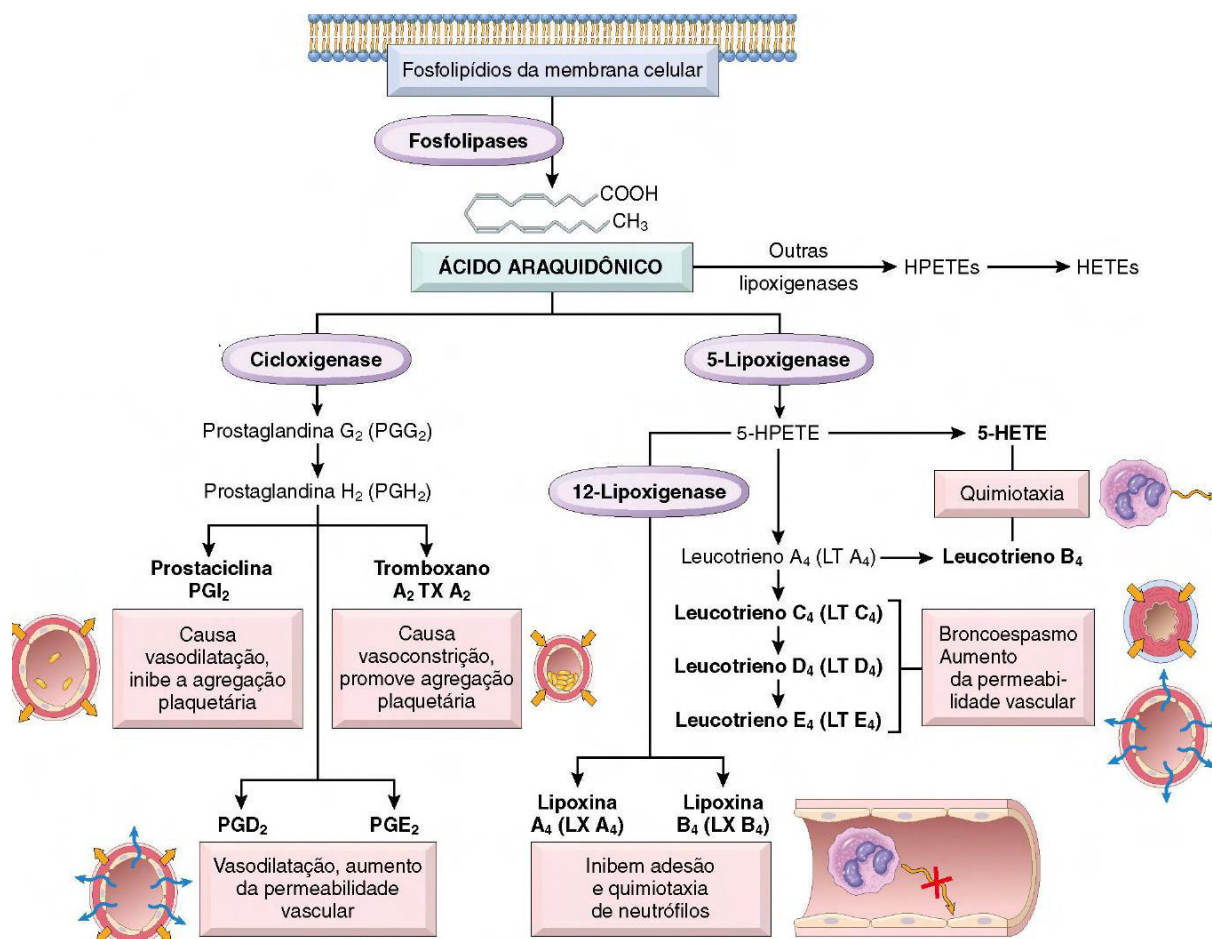 Fosfolipídios da membrana celular
Fosfolipases
COOH
CH₃
ÁCIDO ARAQUIDÔNICO
Outras
lipoxigenases
HPETEs
HETEs
Cicloxigenase
5-Lipoxigenase
Prostaglandina G₂ (PGG₂)
5-HPETE
5-HETE
Prostaglandina H₂ (PGH₂)
12-Lipoxigenase
Quimiotaxia
Leucotrieno A₄ (LT A₄)
Leucotrieno B₄
Prostaciclina
PGI₂
Tromboxano
A₂ TX A₂
Causa
vasodilatação,
inibe a agregação
plaquetária
Causa
vasoconstrição,
promove agregação
plaquetária
Leucotrieno C₄ (LT C₄)
Leucotrieno D₄ (LT D₄)
Leucotrieno E₄ (LT E₄)
Broncoespasmo
Aumento
da permeabi-
lidade vascular
PGD₂
PGE₂
Vasodilatação, aumento
da permeabilidade
vascular
Lipoxina
A₄ (LX A₄)
Lipoxina
B₄ (LX B₄)
Inibem adesão
e quimiotaxia
de neutrófilos